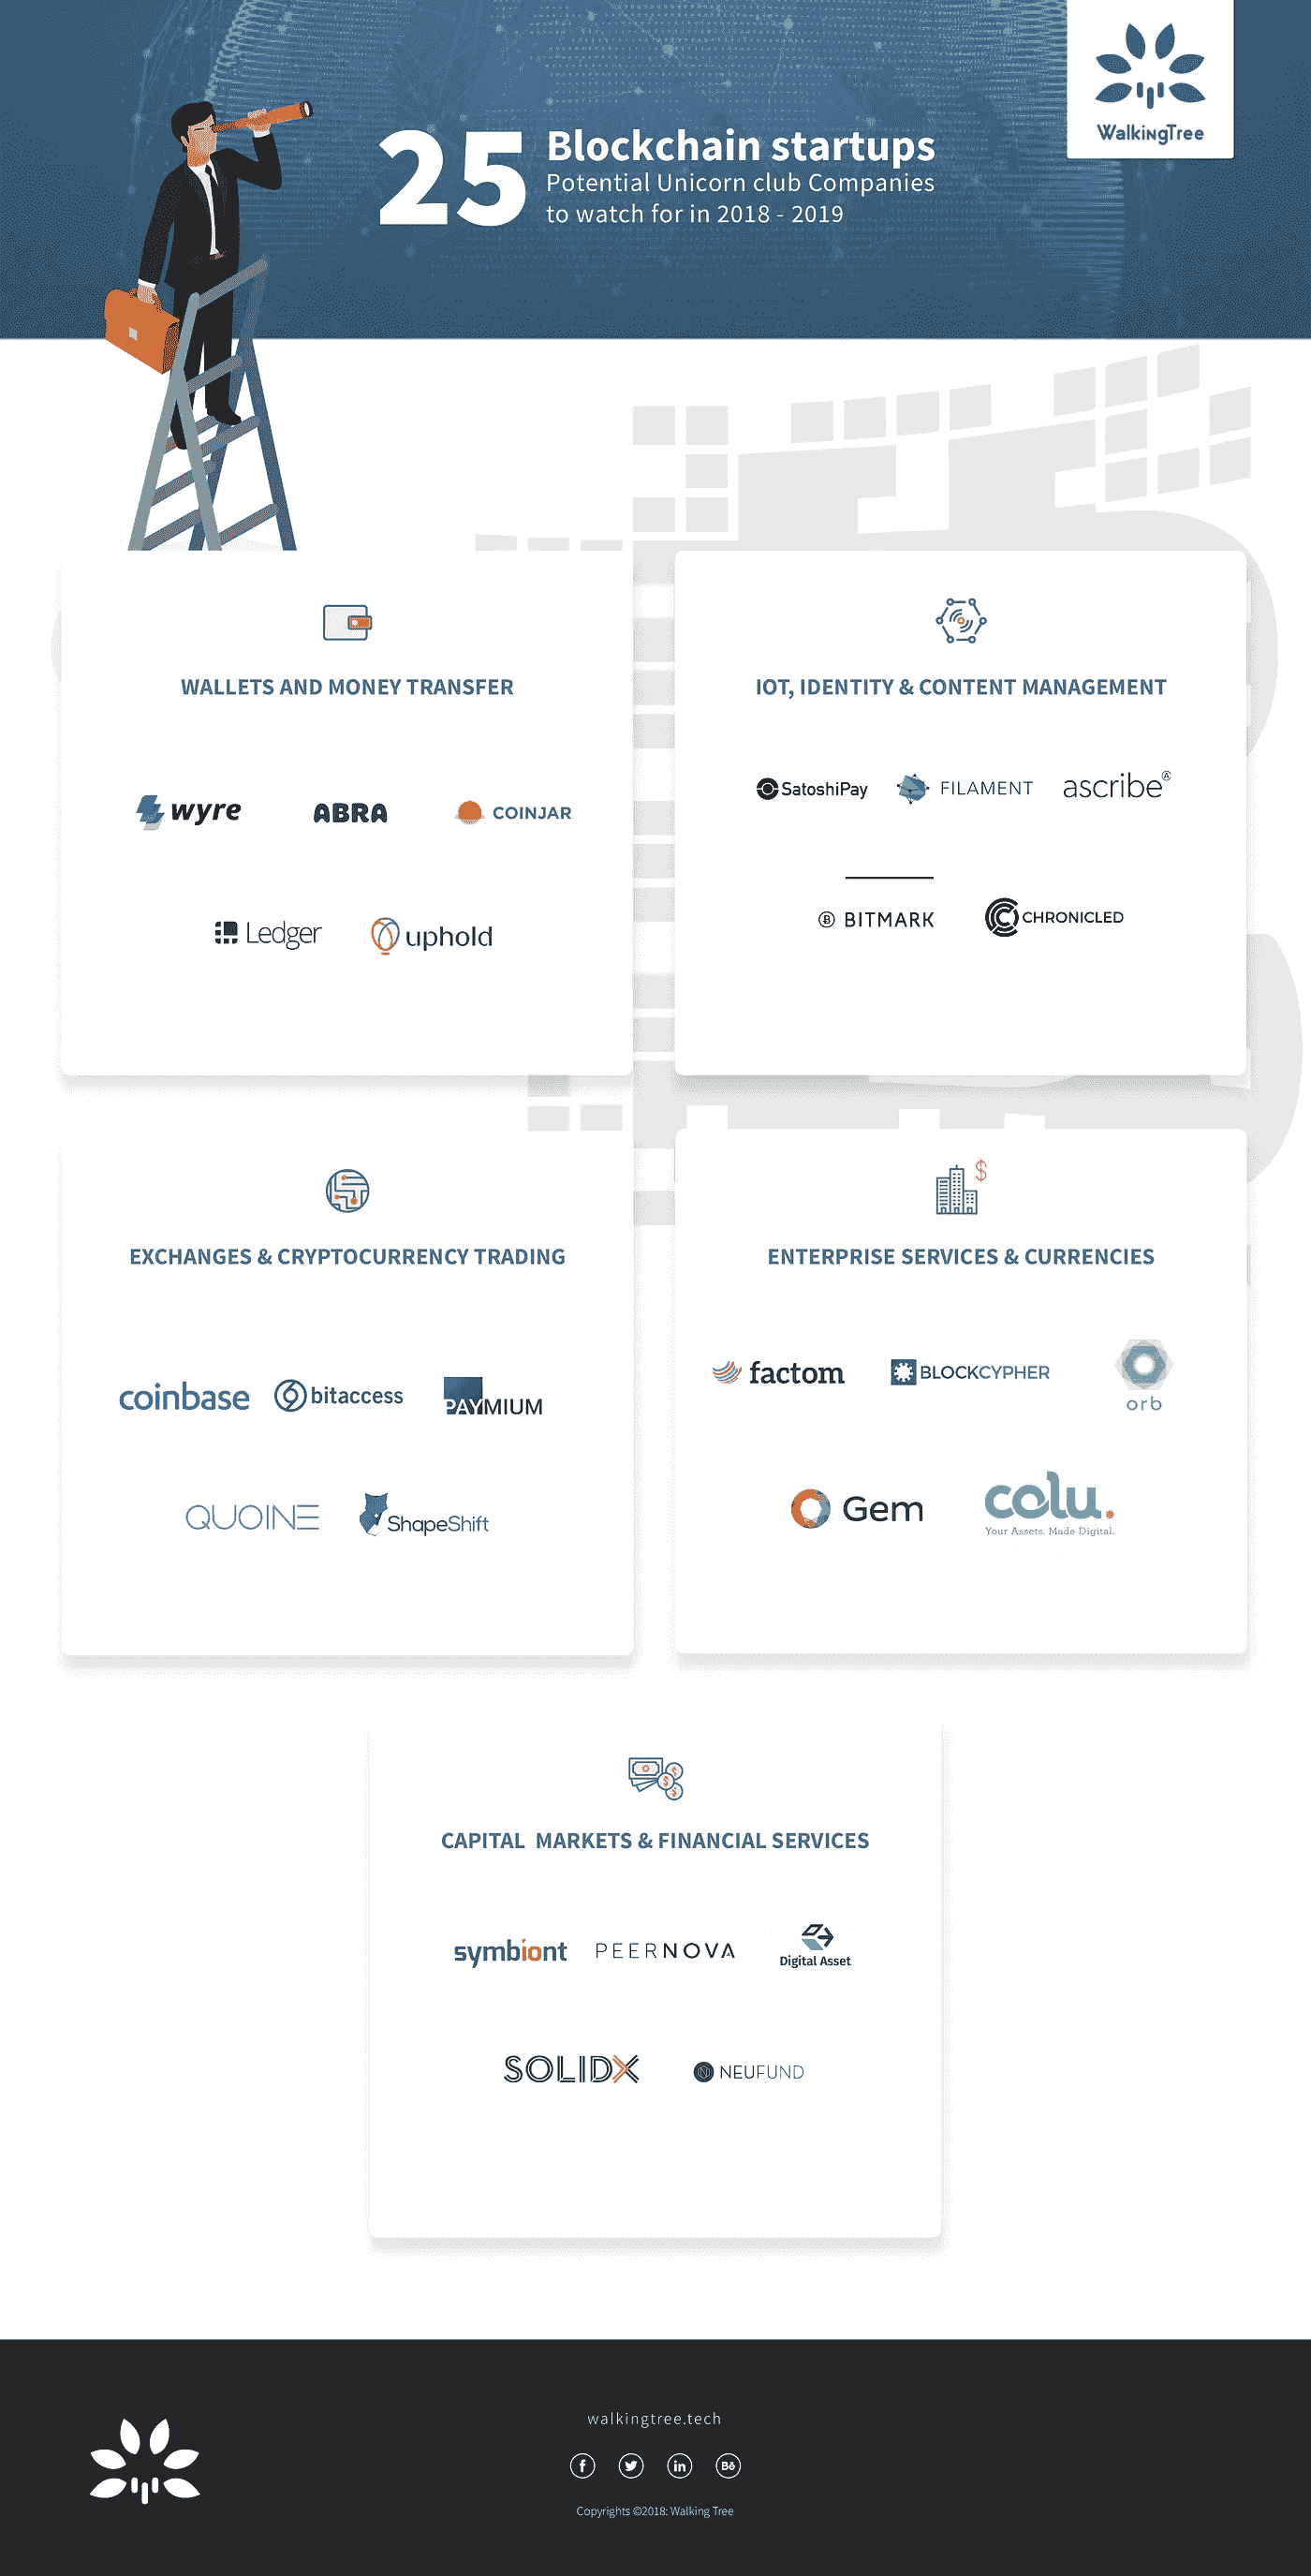 25
Blockchain startups
Potential Unicorn club Companies
to watch for in 2018 - 2019
WalkingTree
WALLETS AND MONEY TRANSFER
wyre
ABRA
COINJAR
Ledger
uphold
IOT, IDENTITY & CONTENT MANAGEMENT
SatoshiPay
FILAMENT
ascribe
BITMARK
CHRONICLED
EXCHANGES & CRYPTOCURRENCY TRADING
coinbase
bitaccess
PAYMIUM
QUOINE
ShapeShift
ENTERPRISE SERVICES & CURRENCIES
factom
BLOCKCYPHER
orb
Gem
colu.
Your Assets. Made Digital.
CAPITAL MARKETS & FINANCIAL SERVICES
symbiont
PEERNOVA
Digital Asset
SOLIDX
NEUFUND
walkingtree.tech
Copyrights ©2018: Walking Tree